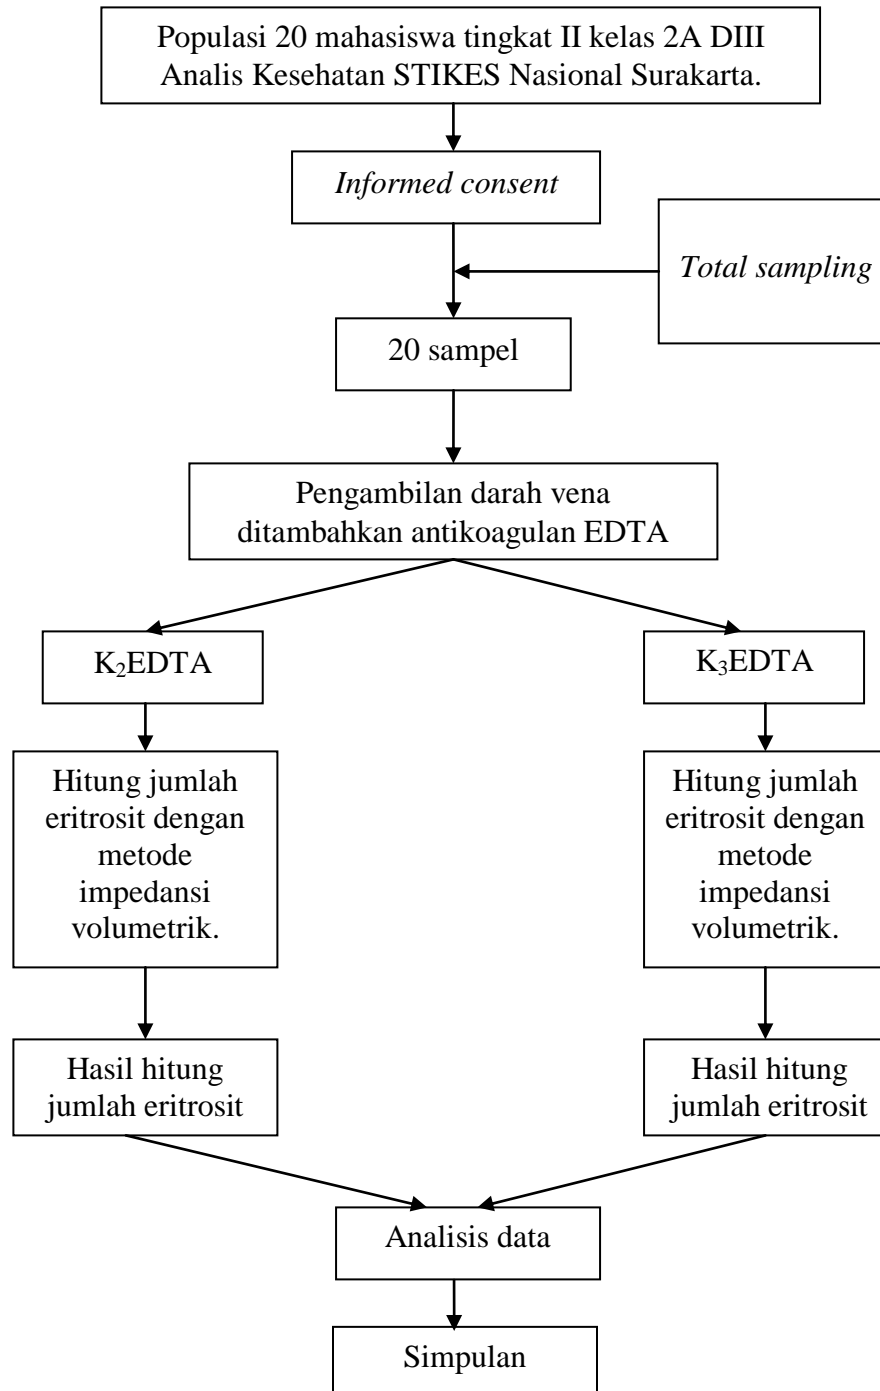 Populasi 20 mahasiswa tingkat II kelas 2A DIII
Analis Kesehatan STIKES Nasional Surakarta.
Informed consent
Total sampling
20 sampel
Pengambilan darah vena
ditambahkan antikoagulan EDTA
K₂EDTA
K₃EDTA
Hitung jumlah
eritrosit dengan
metode
impedansi
volumetrik.
Hitung jumlah
eritrosit dengan
metode
impedansi
volumetrik.
Hasil hitung
jumlah eritrosit
Hasil hitung
jumlah eritrosit
Analisis data
Simpulan